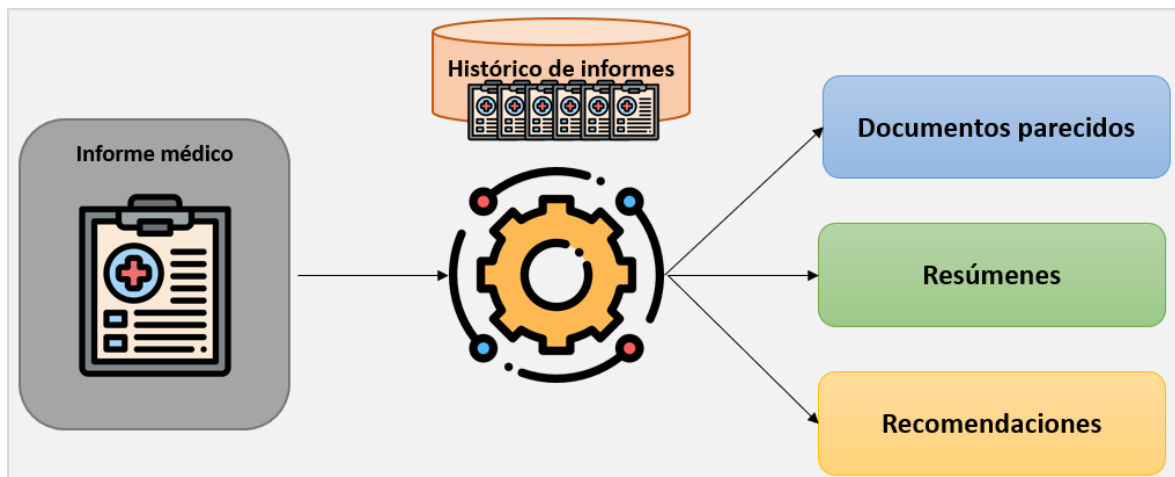 Histórico de informes
Informe médico
Documentos parecidos
Resúmenes
Recomendaciones